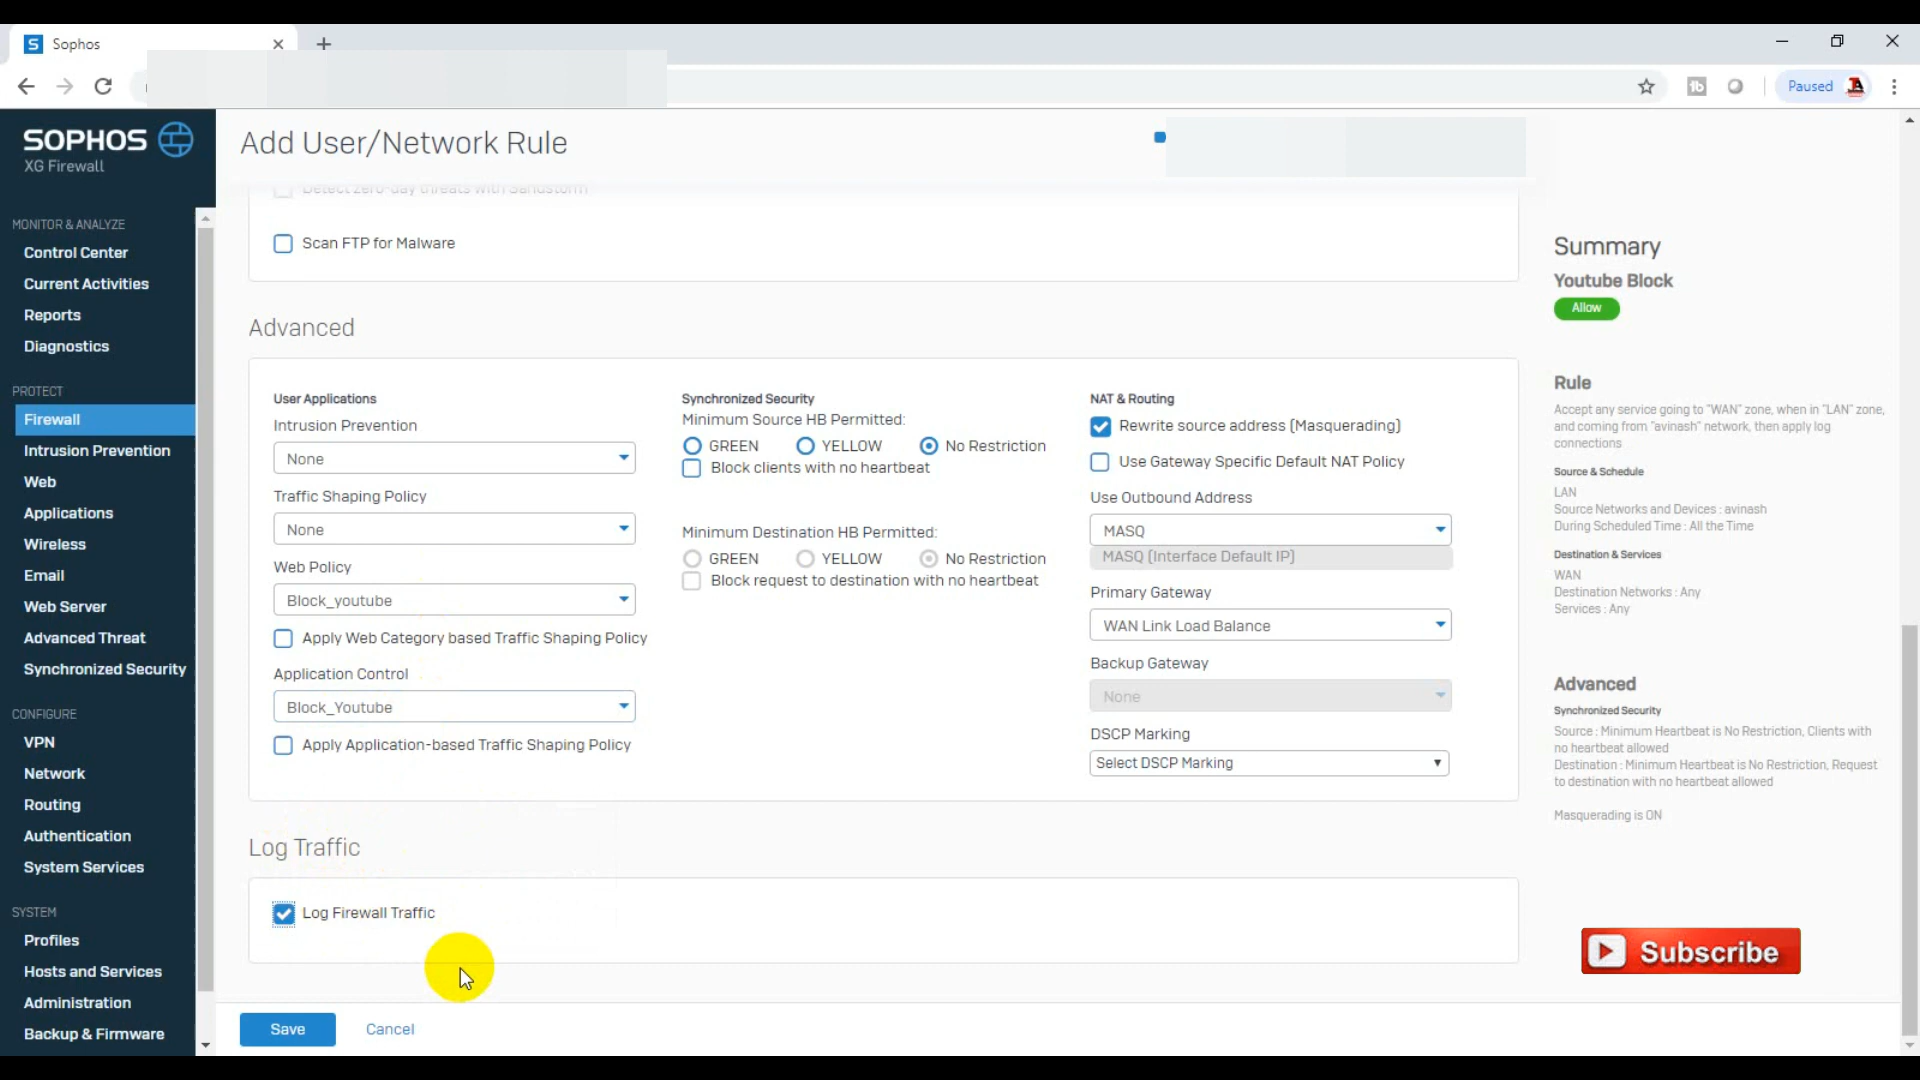 Sophos
Paused
SOPHOS
XG Firewall
MONITOR & ANALYZE
Control Center
Current Activities
Reports
Diagnostics
PROTECT
Firewall
Intrusion Prevention
Web
Applications
Wireless
Email
Web Server
Advanced Threat
Synchronized Security
CONFIGURE
VPN
Network
Routing
Authentication
System Services
SYSTEM
Profiles
Hosts and Services
Administration
Backup & Firmware
Add User/Network Rule
Detect zero-day threats with Sandstorm
Scan FTP for Malware
Advanced
User Applications
Intrusion Prevention
None
Traffic Shaping Policy
None
Web Policy
Block_youtube
Apply Web Category based Traffic Shaping Policy
Application Control
Block_Youtube
Apply Application-based Traffic Shaping Policy
Synchronized Security
Minimum Source HB Permitted:
GREEN YELLOW No Restriction
Block clients with no heartbeat
Minimum Destination HB Permitted:
GREEN YELLOW No Restriction
Block request to destination with no heartbeat
NAT & Routing
Rewrite source address (Masquerading)
Use Gateway Specific Default NAT Policy
Use Outbound Address
MASQ
MASQ (Interface Default IP)
Primary Gateway
WAN Link Load Balance
Backup Gateway
None
DSCP Marking
Select DSCP Marking
Log Traffic
Log Firewall Traffic
Save Cancel
Summary
Youtube Block
Allow
Rule
Accept any service going to "WAN" zone, when in "LAN" zone,
and coming from "avinash" network, then apply log
connections
Source & Schedule
LAN
Source Networks and Devices : avinash
During Scheduled Time : All the Time
Destination & Services
WAN
Destination Networks : Any
Services : Any
Advanced
Synchronized Security
Source : Minimum Heartbeat is No Restriction, Clients with
no heartbeat allowed
Destination : Minimum Heartbeat is No Restriction, Request
to destination with no heartbeat allowed
Masquerading is ON
Subscribe